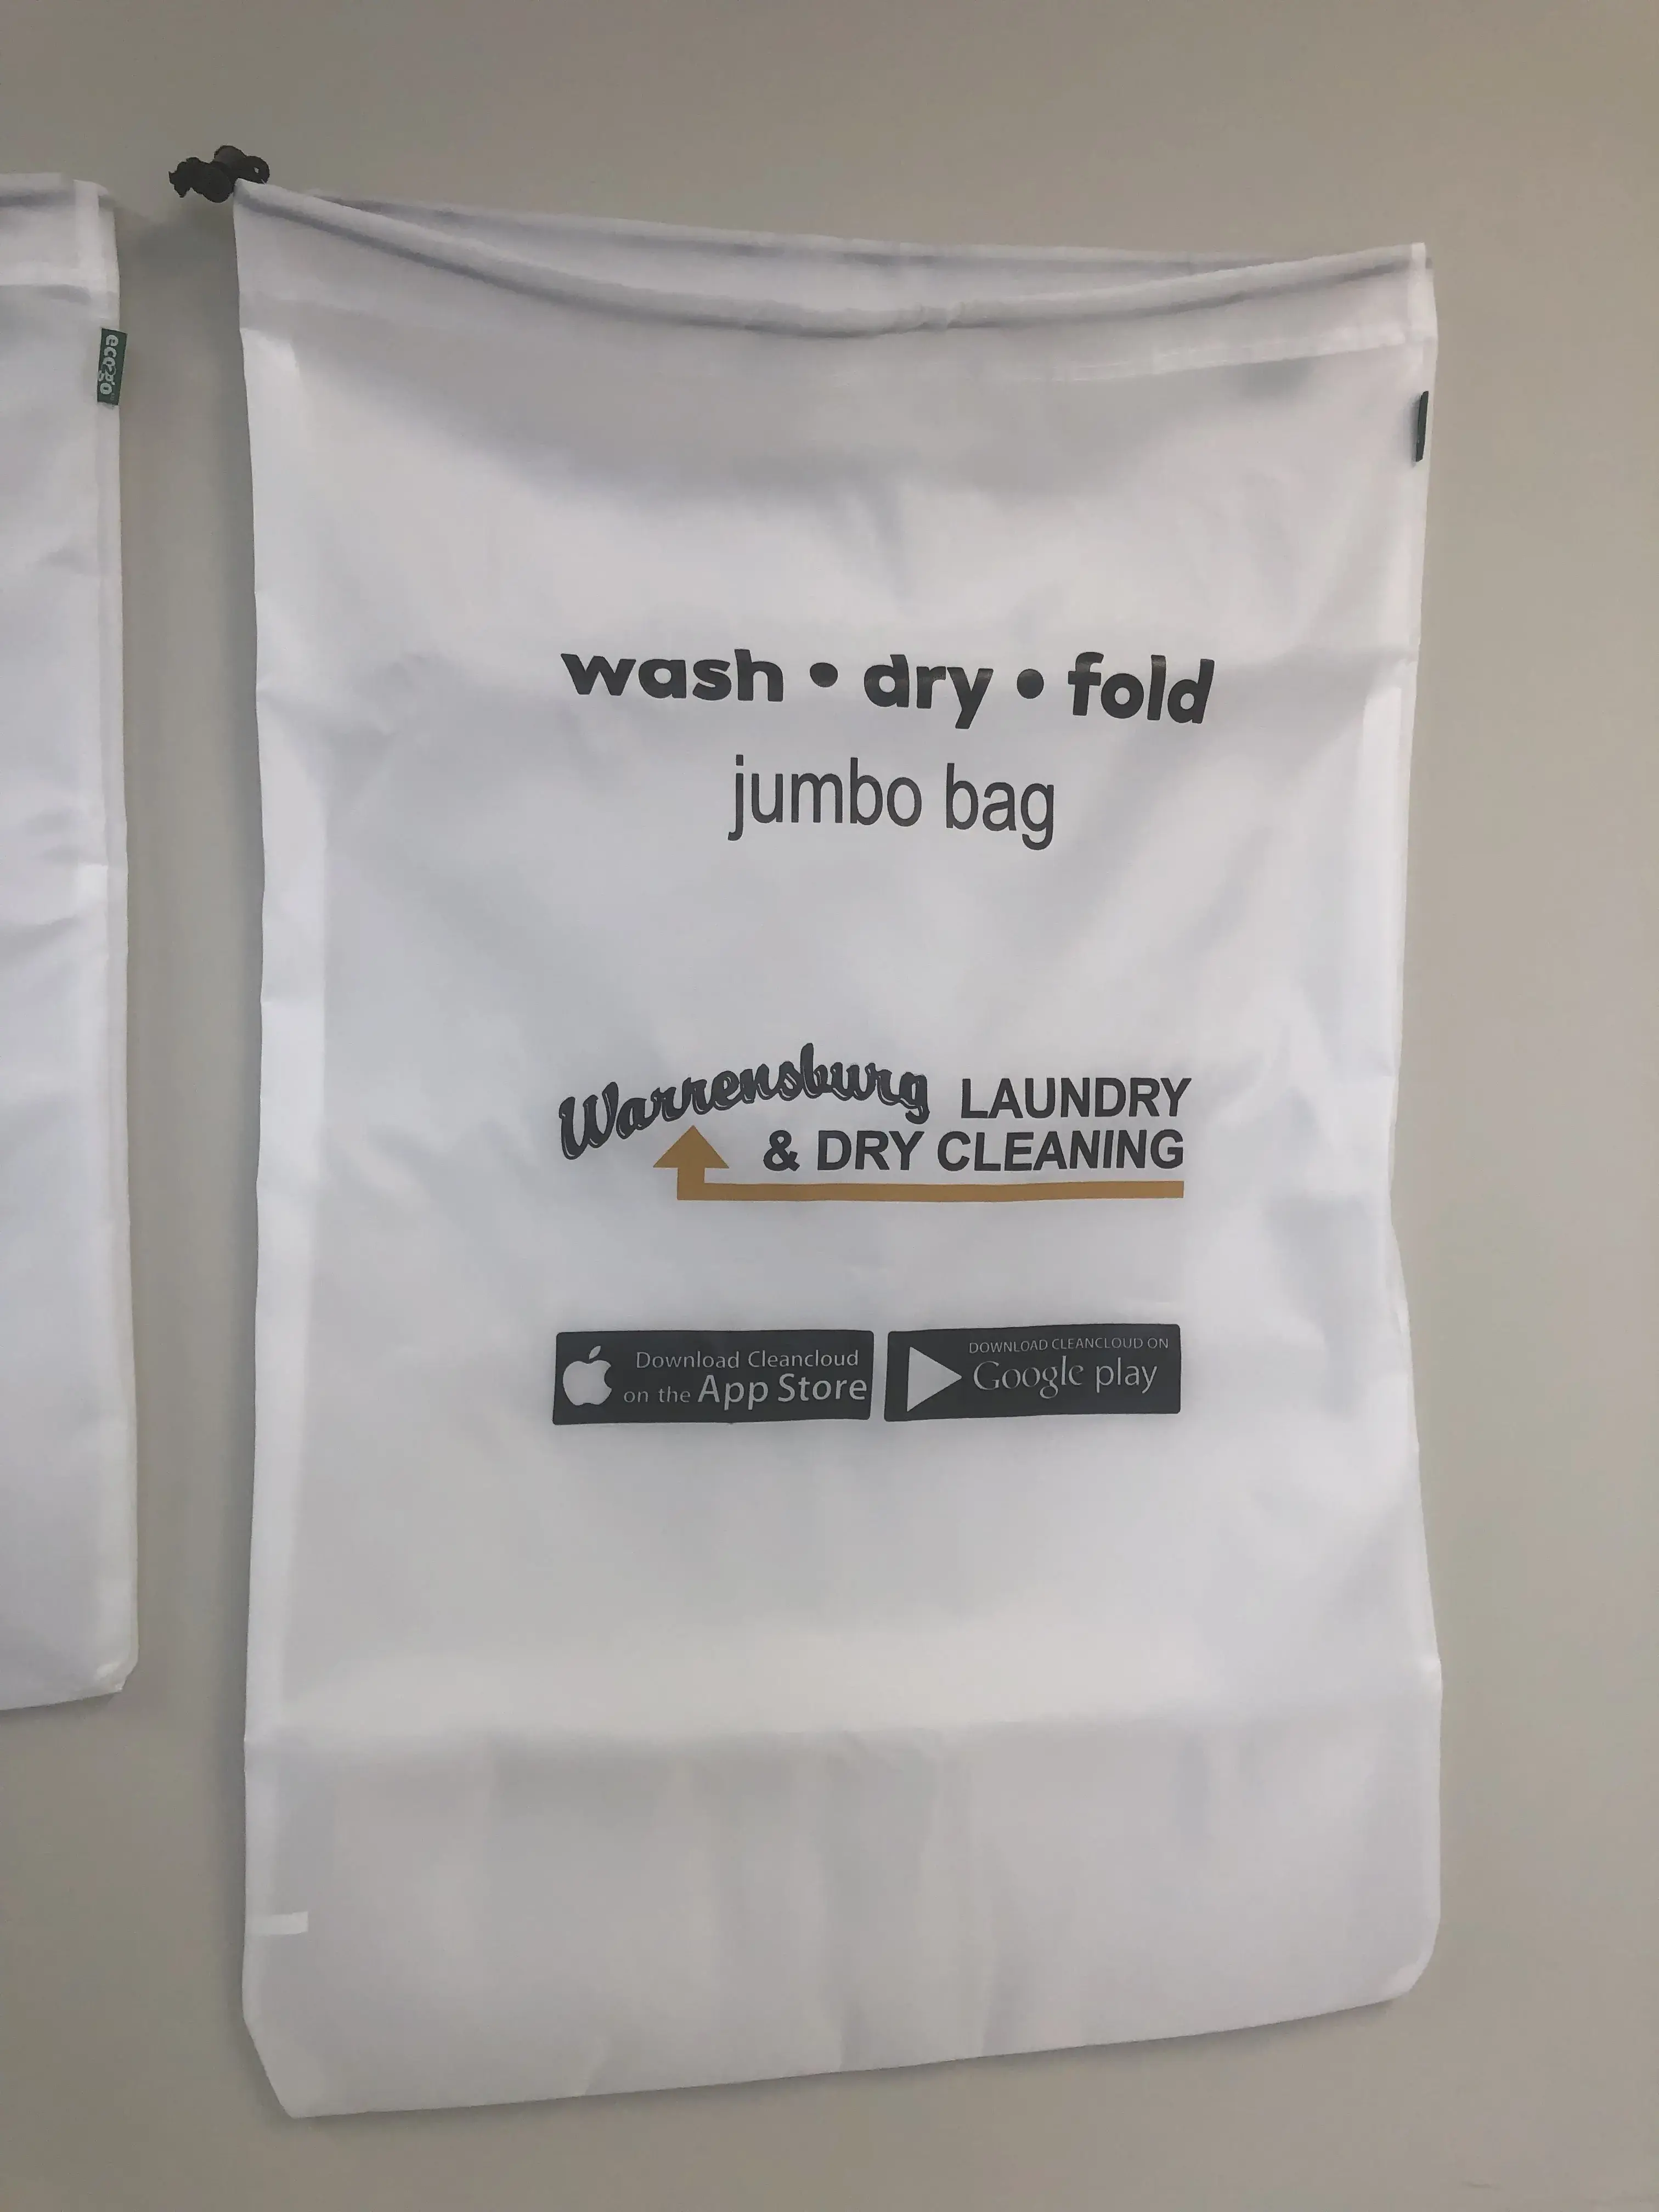 eco2go
wash • dry • fold
jumbo bag
Warrensburg LAUNDRY
& DRY CLEANING
Download Cleancloud
on the App Store
DOWNLOAD CLEANCLOUD ON
Google play